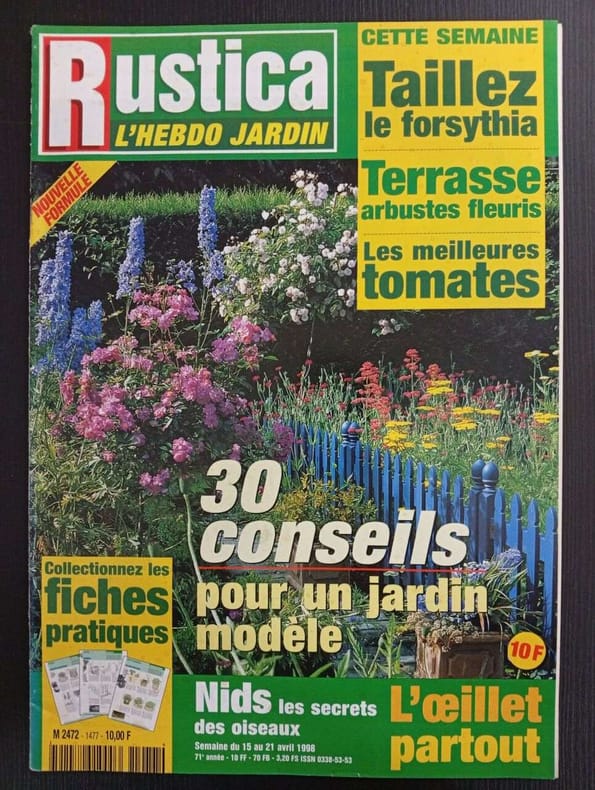 Rustica
L'HEBDO JARDIN
NOUVELLE
FORMULE
CETTE SEMAINE
Taillez
le forsythia
Terrasse
arbustes fleuris
Les meilleures
tomates
30
conseils
pour un jardin
modèle
10F
Collectionnez les
fiches
pratiques
M 2472 - 1477 - 10,00 F
Nids les secrets
des oiseaux
Semaine du 15 au 21 avril 1998
71e année - 10 FF - 70 FB - 3,20 FS ISSN 0338-53-53
L'œillet
partout